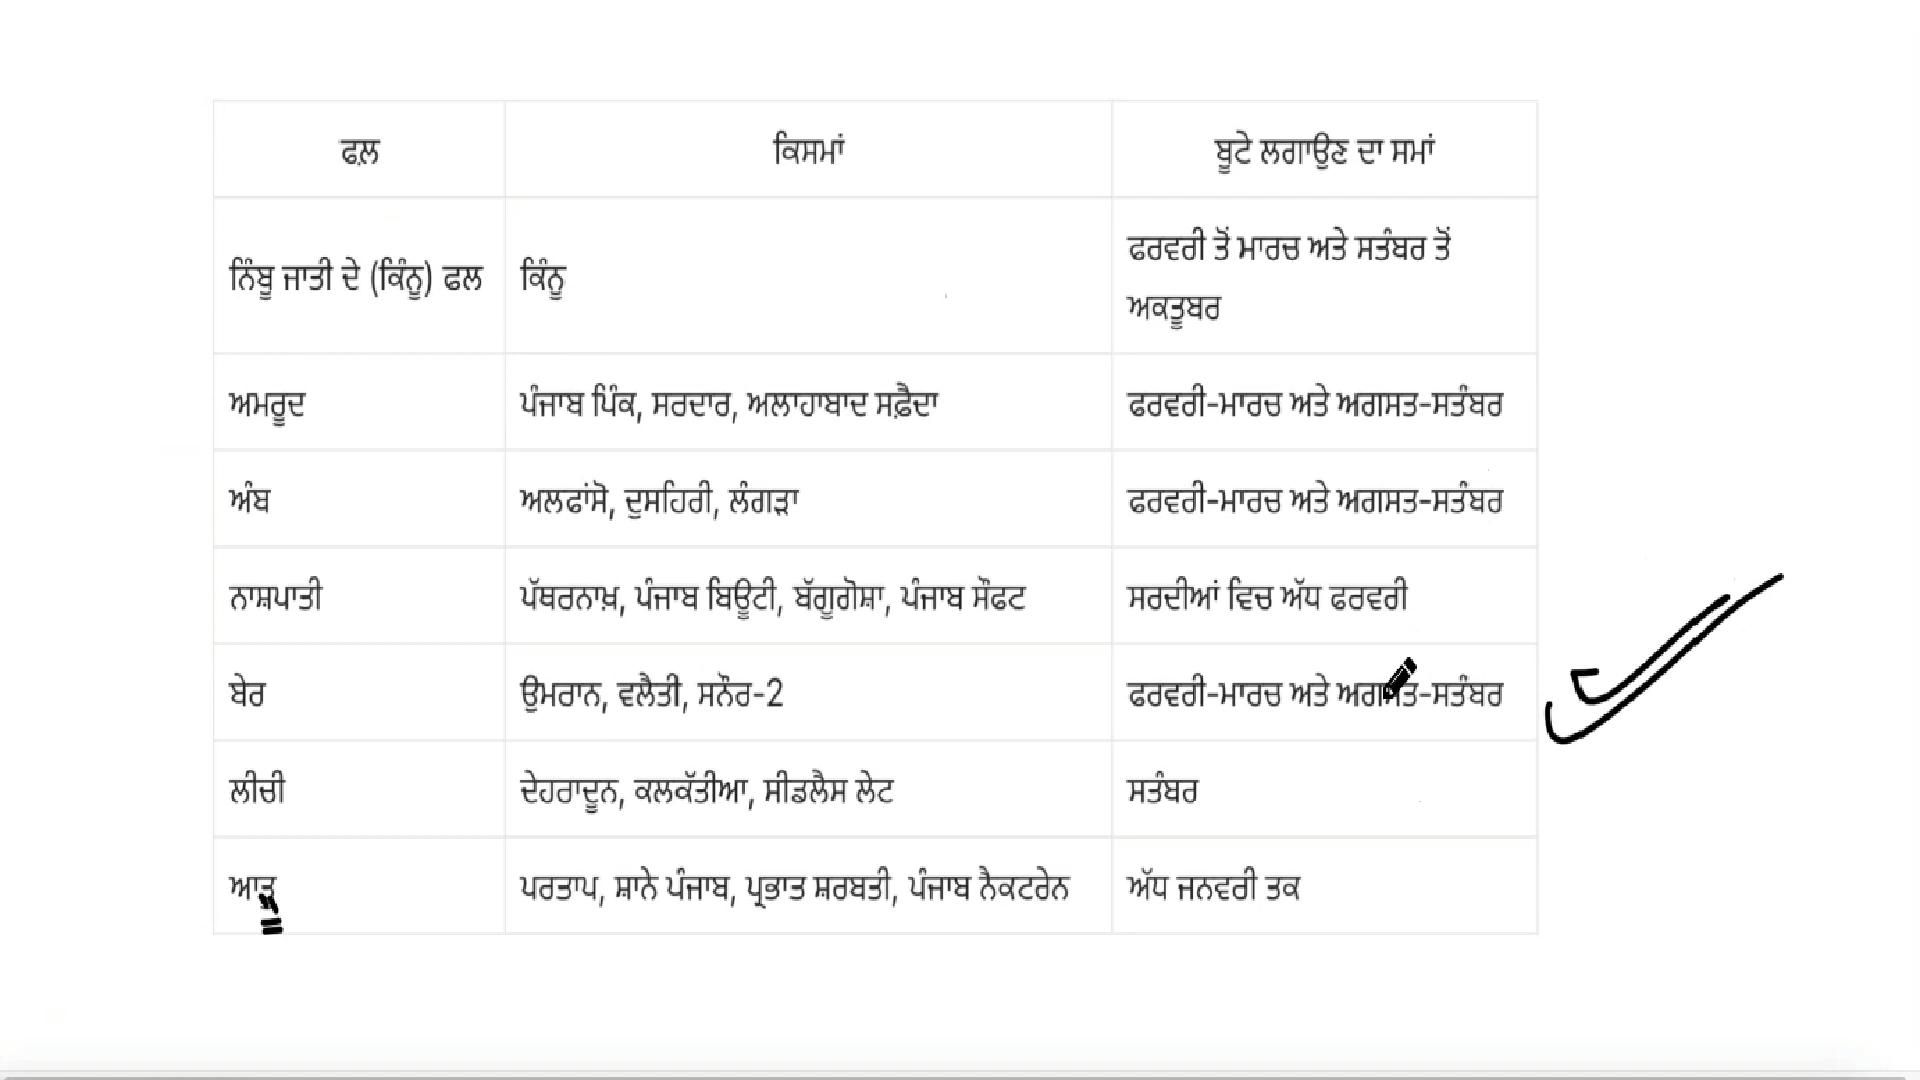 ਫਲ਼ ਕਿਸਮਾਂ ਬੂਟੇ ਲਗਾਉਣ ਦਾ ਸਮਾਂ
ਨਿੰਬੂ ਜਾਤੀ ਦੇ (ਕਿੰਨੂ) ਫਲ ਕਿੰਨੂ ਫਰਵਰੀ ਤੋਂ ਮਾਰਚ ਅਤੇ ਸਤੰਬਰ ਤੋਂ
ਅਕਤੂਬਰ
ਅਮਰੂਦ ਪੰਜਾਬ ਪਿੰਕ, ਸਰਦਾਰ, ਅਲਾਹਾਬਾਦ ਸਫ਼ੈਦਾ ਫਰਵਰੀ-ਮਾਰਚ ਅਤੇ ਅਗਸਤ-ਸਤੰਬਰ
ਅੰਬ ਅਲਫਾਂਸੋ, ਦੁਸਹਿਰੀ, ਲੰਗੜਾ ਫਰਵਰੀ-ਮਾਰਚ ਅਤੇ ਅਗਸਤ-ਸਤੰਬਰ
ਨਾਸ਼ਪਾਤੀ ਪੱਥਰਨਾਖ਼, ਪੰਜਾਬ ਬਿਊਟੀ, ਬੱਗੂਗੋਸ਼ਾ, ਪੰਜਾਬ ਸੌਫਟ ਸਰਦੀਆਂ ਵਿਚ ਅੱਧ ਫਰਵਰੀ
ਬੇਰ ਉਮਰਾਨ, ਵਲੈਤੀ, ਸਨੌਰ-2 ਫਰਵਰੀ-ਮਾਰਚ ਅਤੇ ਅਗਸਤ-ਸਤੰਬਰ
ਲੀਚੀ ਦੇਹਰਾਦੂਨ, ਕਲਕੱਤੀਆ, ਸੀਡਲੈਸ ਲੇਟ ਸਤੰਬਰ
ਆੜੂ ਪਰਤਾਪ, ਸ਼ਾਨੇ ਪੰਜਾਬ, ਪ੍ਰਭਾਤ ਸ਼ਰਬਤੀ, ਪੰਜਾਬ ਨੈਕਟਰੇਨ ਅੱਧ ਜਨਵਰੀ ਤਕ